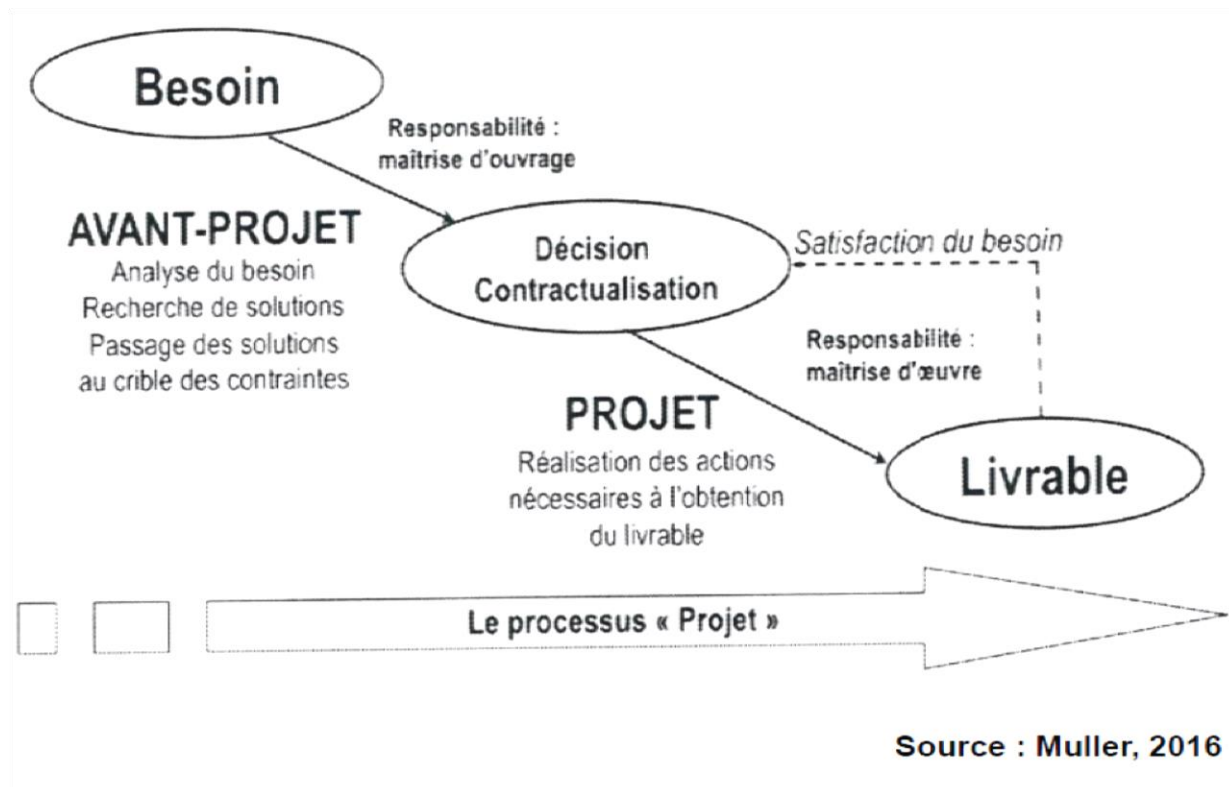 Besoin
Responsabilité :
maîtrise d'ouvrage
AVANT-PROJET
Analyse du besoin
Recherche de solutions
Passage des solutions
au crible des contraintes
Décision
Contractualisation
Satisfaction du besoin
Responsabilité :
maîtrise d'œuvre
PROJET
Réalisation des actions
nécessaires à l'obtention
du livrable
Livrable
Le processus « Projet »
Source : Muller, 2016